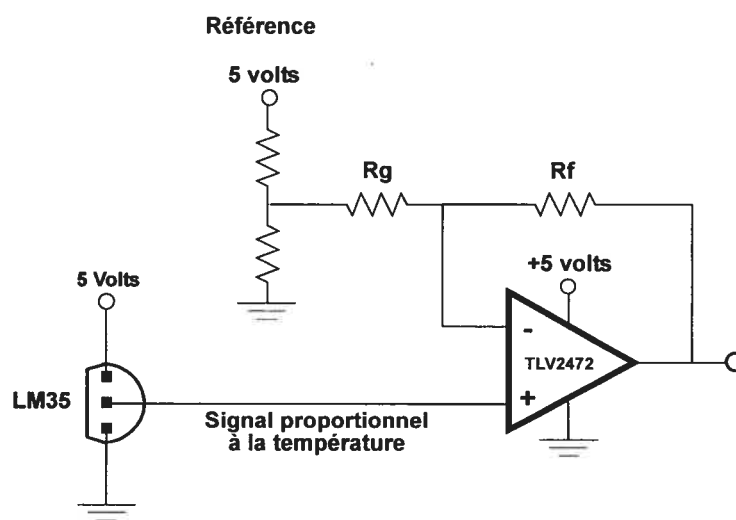 Référence
5 volts
Rg
Rf
5 Volts
+5 volts
-
TLV2472
LM35
+
Signal proportionnel
à la température